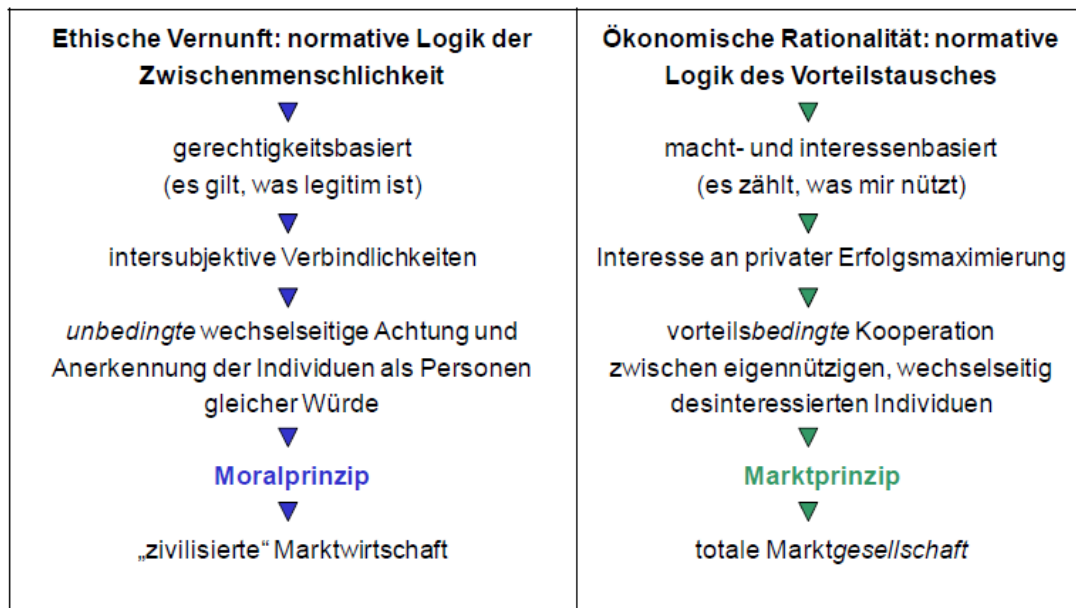 Ethische Vernunft: normative Logik der
Zwischenmenschlichkeit
gerechtigkeitsbasiert
(es gilt, was legitim ist)
intersubjektive Verbindlichkeiten
unbedingte wechselseitige Achtung und
Anerkennung der Individuen als Personen
gleicher Würde
Moralprinzip
„zivilisierte“ Marktwirtschaft
Ökonomische Rationalität: normative
Logik des Vorteilstausches
macht- und interessenbasiert
(es zählt, was mir nützt)
Interesse an privater Erfolgsmaximierung
vorteilsbedingte Kooperation
zwischen eigennützigen, wechselseitig
desinteressierten Individuen
Marktprinzip
totale Marktgesellschaft